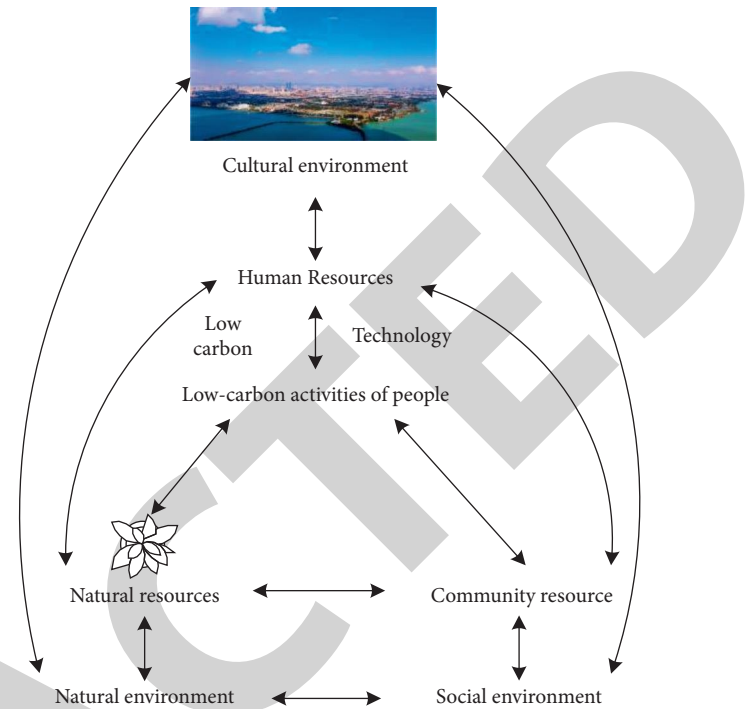 Cultural environment
Human Resources
Low
carbon
Technology
Low-carbon activities of people
Natural resources
Community resource
Natural environment
Social environment
CTED